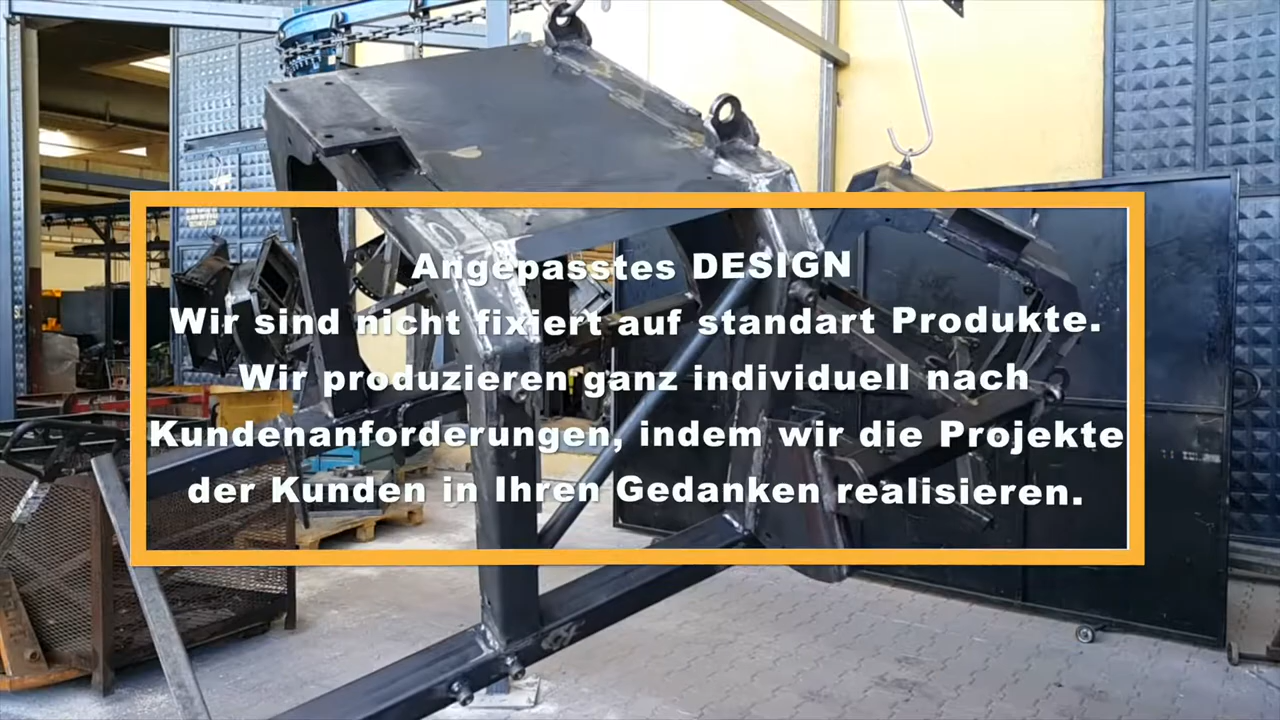 Angepasstes DESIGN
Wir sind nicht fixiert auf standart Produkte.
Wir produzieren ganz individuell nach
Kundenanforderungen, indem wir die Projekte
der Kunden in Ihren Gedanken realisieren.